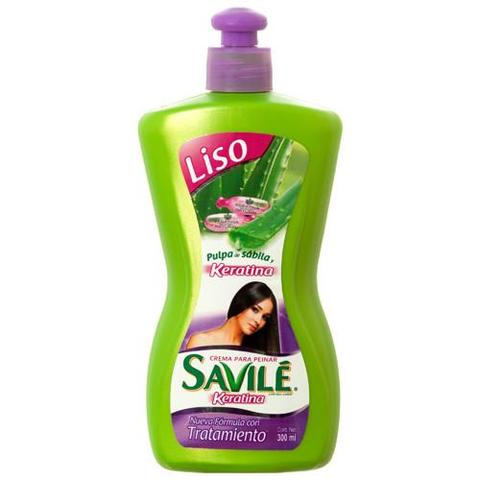 Liso
Pulpa de sábila y
Keratina
CREMA PARA PEINAR
SAVILÉ®
Keratina
Nueva Fórmula con
Tratamiento
Cont. Net.
300 ml